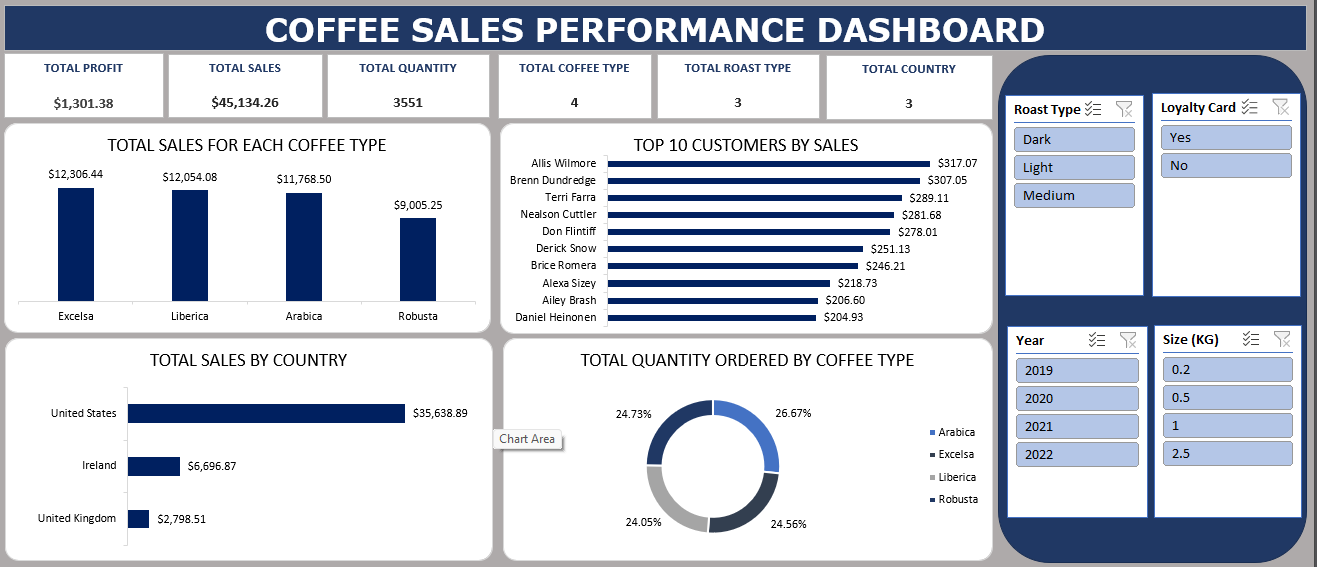 COFFEE SALES PERFORMANCE DASHBOARD
TOTAL PROFIT
$1,301.38
TOTAL SALES
$45,134.26
TOTAL QUANTITY
3551
TOTAL COFFEE TYPE
4
TOTAL ROAST TYPE
3
TOTAL COUNTRY
3
TOTAL SALES FOR EACH COFFEE TYPE
$12,306.44
$12,054.08
$11,768.50
$9,005.25
Excelsa
Liberica
Arabica
Robusta
TOP 10 CUSTOMERS BY SALES
Allis Wilmore $317.07
Brenn Dundredge $307.05
Terri Farra $289.11
Nealson Cuttler $281.68
Don Flintiff $278.01
Derick Snow $251.13
Brice Romera $246.21
Alexa Sizey $218.73
Ailey Brash $206.60
Daniel Heinonen $204.93
Roast Type
Dark
Light
Medium
Loyalty Card
Yes
No
TOTAL SALES BY COUNTRY
United States $35,638.89
Ireland $6,696.87
United Kingdom $2,798.51
Chart Area
TOTAL QUANTITY ORDERED BY COFFEE TYPE
24.73%
26.67%
24.05%
24.56%
Arabica
Excelsa
Liberica
Robusta
Year
2019
2020
2021
2022
Size (KG)
0.2
0.5
1
2.5